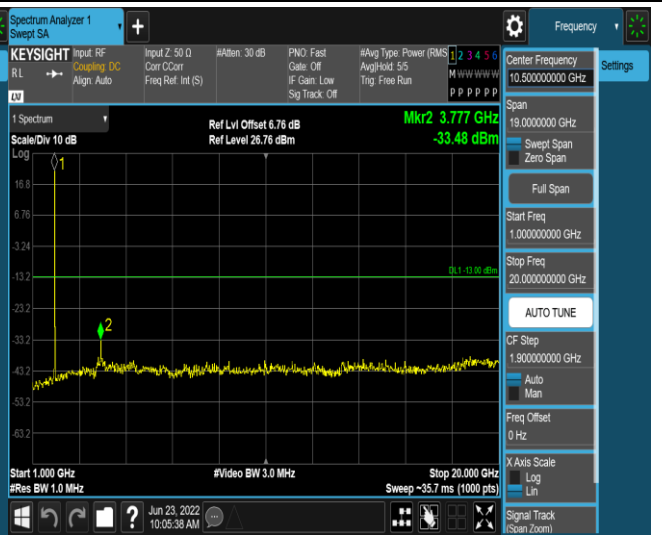 Spectrum Analyzer 1
Swept SA
+
Frequency
KEYSIGHT
RL
LXI
Input: RF
Coupling: DC
Align: Auto
Input Z: 50 Ω
Corr CCorr
Freq Ref: Int (S)
#Atten: 30 dB
PNO: Fast
Gate: Off
IF Gain: Low
Sig Track: Off
#Avg Type: Power (RMS
Avg|Hold: 5/5
Trig: Free Run
1 2 3 4 5 6
M W W W W W
P P P P P P
Center Frequency
10.500000000 GHz
Settings
Span
19.0000000 GHz
Swept Span
Zero Span
Full Span
Start Freq
1.000000000 GHz
Stop Freq
20.000000000 GHz
AUTO TUNE
CF Step
1.900000000 GHz
Auto
Man
Freq Offset
0 Hz
X Axis Scale
Log
Lin
Signal Track
(Span Zoom)
1 Spectrum
Scale/Div 10 dB
Log
Ref Lvl Offset 6.76 dB
Ref Level 26.76 dBm
Mkr2 3.777 GHz
-33.48 dBm
1
16.8
6.76
-3.24
-13.2
DL1 -13.00 dBm
-23.2
2
-33.2
-43.2
-53.2
-63.2
Start 1.000 GHz
#Res BW 1.0 MHz
#Video BW 3.0 MHz
Stop 20.000 GHz
Sweep ~35.7 ms (1000 pts)
?
Jun 23, 2022
10:05:38 AM